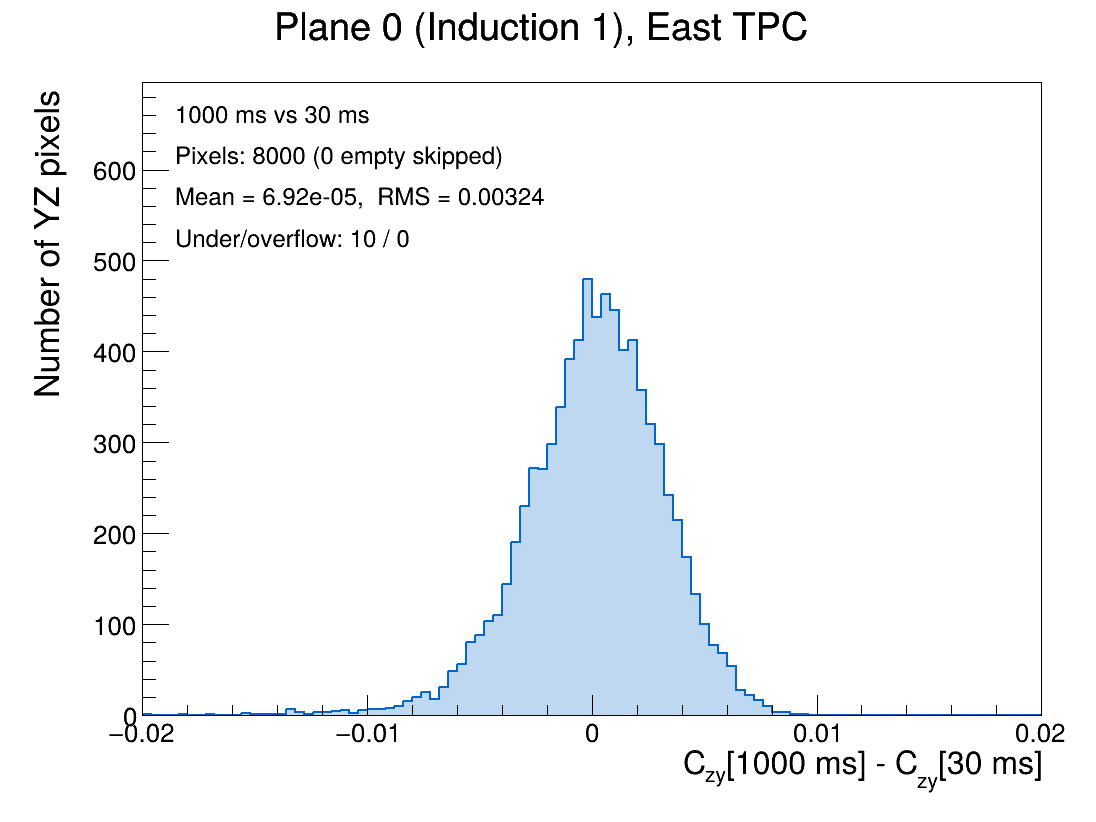 Plane 0 (Induction 1), East TPC
Number of YZ pixels
1000 ms vs 30 ms
Pixels: 8000 (0 empty skipped)
Mean = 6.92e-05,  RMS = 0.00324
Under/overflow: 10 / 0
600
500
400
300
200
100
0
−0.02
−0.01
0
0.01
0.02
Czy[1000 ms] - Czy[30 ms]